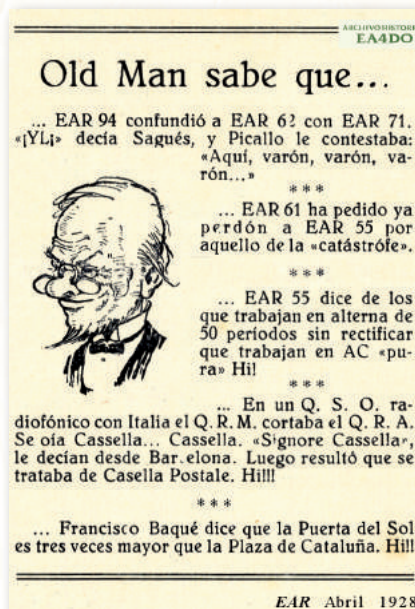 ARCHIVO HISTORICO
EA4DO
Old Man sabe que...
... EAR 94 confundió a EAR 62 con EAR 71.
«¡YL¡» decía Sagués, y Picallo le contestaba:
«Aquí, varón, varón, va-
rón...»
* * *
... EAR 61 ha pedido ya
perdón a EAR 55 por
aquello de la «catástrófe».
* * *
... EAR 55 dice de los
que trabajan en alterna de
50 períodos sin rectificar
que trabajan en AC «pu-
ra» Hi!
* * *
... En un Q. S. O. ra-
diofónico con Italia el Q. R. M. cortaba el Q. R. A.
Se oía Cassella... Cassella. «Signore Cassella»,
le decían desde Bar.elona. Luego resultó que se
trataba de Casella Postale. Hi!!!
* * *
... Francisco Baqué dice que la Puerta del Sol
es tres veces mayor que la Plaza de Cataluña. Hi!!
EAR Abril 1928